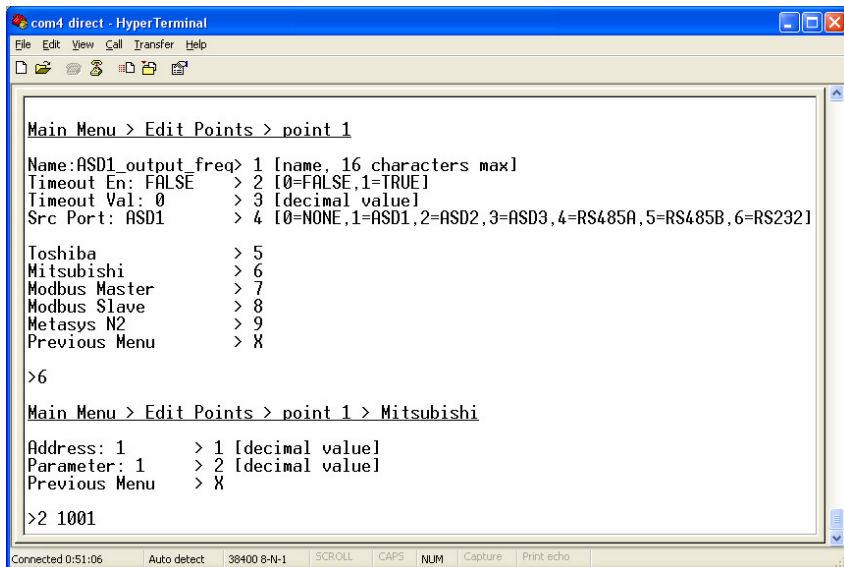 com4 direct - HyperTerminal
File Edit View Call Transfer Help
Main Menu > Edit Points > point 1
Name:ASD1_output_freq> 1 [name, 16 characters max]
Timeout En: FALSE > 2 [0=FALSE,1=TRUE]
Timeout Val: 0 > 3 [decimal value]
Src Port: ASD1 > 4 [0=NONE,1=ASD1,2=ASD2,3=ASD3,4=RS485A,5=RS485B,6=RS232]
Toshiba > 5
Mitsubishi > 6
Modbus Master > 7
Modbus Slave > 8
Metasys N2 > 9
Previous Menu > X
>6
Main Menu > Edit Points > point 1 > Mitsubishi
Address: 1 > 1 [decimal value]
Parameter: 1 > 2 [decimal value]
Previous Menu > X
>2 1001
Connected 0:51:06 Auto detect 38400 8-N-1 SCROLL CAPS NUM Capture Print echo